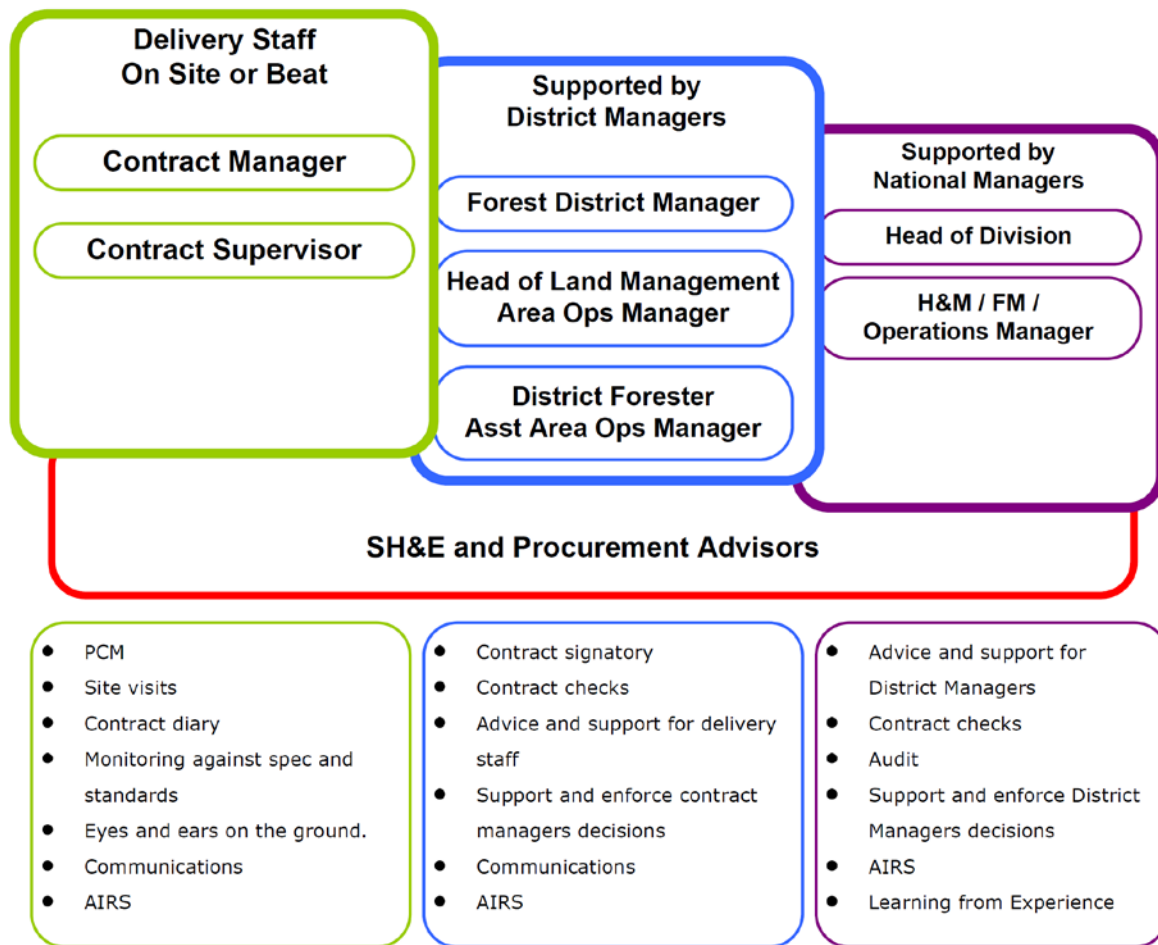 Delivery Staff
On Site or Beat
Contract Manager
Contract Supervisor
Supported by
District Managers
Forest District Manager
Head of Land Management
Area Ops Manager
District Forester
Asst Area Ops Manager
Supported by
National Managers
Head of Division
H&M / FM /
Operations Manager
SH&E and Procurement Advisors
● PCM
● Site visits
● Contract diary
● Monitoring against spec and
standards
● Eyes and ears on the ground.
● Communications
● AIRS
● Contract signatory
● Contract checks
● Advice and support for delivery
staff
● Support and enforce contract
managers decisions
● Communications
● AIRS
● Advice and support for
District Managers
● Contract checks
● Audit
● Support and enforce District
Managers decisions
● AIRS
● Learning from Experience